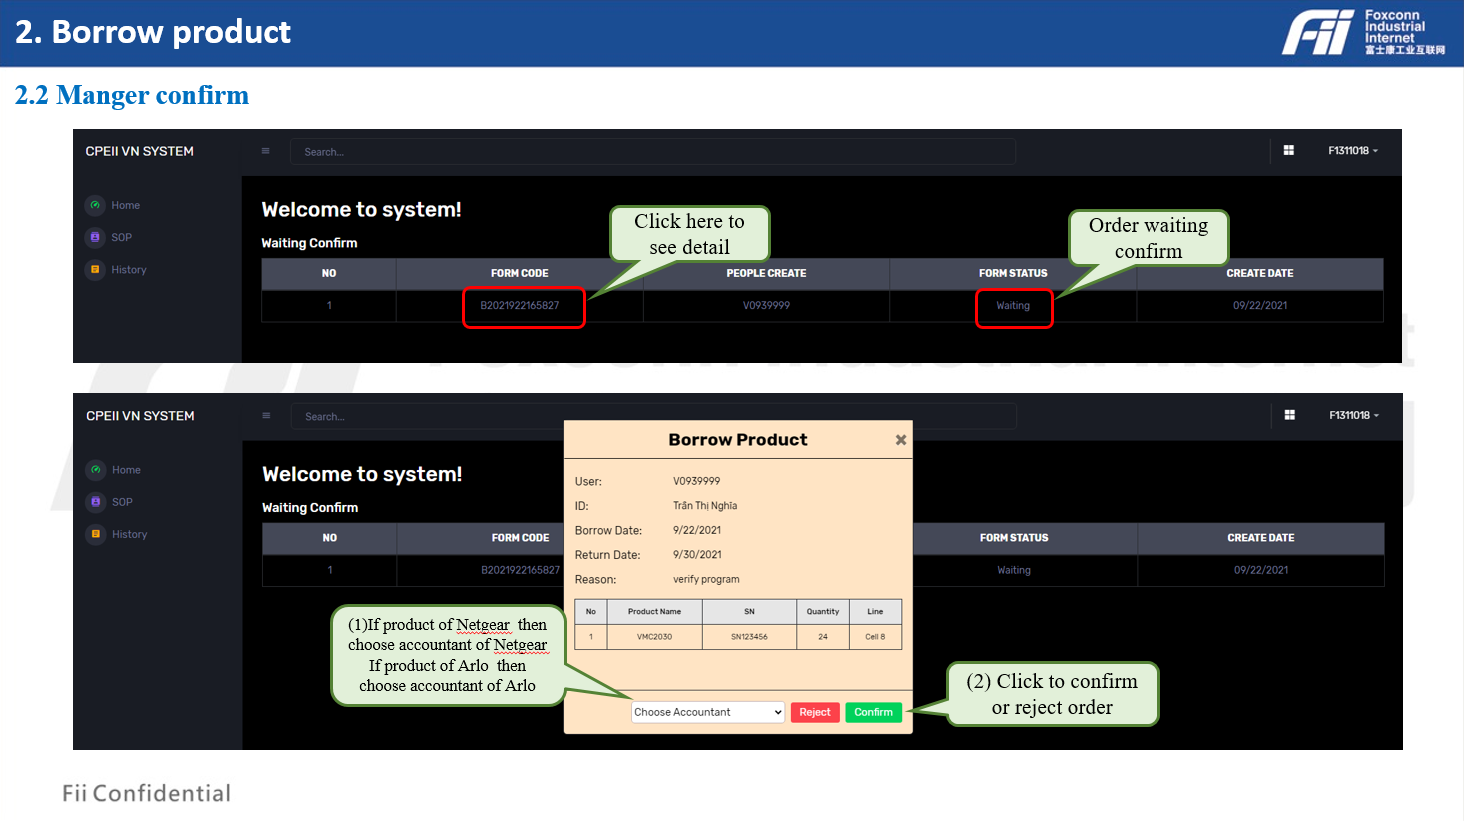 2. Borrow product
Foxconn
Industrial
Internet
富士康工业互联网
2.2 Manger confirm
CPEII VN SYSTEM
Search...
F1311018
Home
SOP
History
Welcome to system!
Waiting Confirm
Click here to
see detail
Order waiting
confirm
NO FORM CODE PEOPLE CREATE FORM STATUS CREATE DATE
1 B2021922165827 V0939999 Waiting 09/22/2021
Foxconn Industrial Internet
CPEII VN SYSTEM
Search...
F1311018
Home
SOP
History
Welcome to system!
Waiting Confirm
NO FORM CODE FORM STATUS CREATE DATE
1 B2021922165827 Waiting 09/22/2021
Borrow Product
User: V0939999
ID: Trần Thị Nghĩa
Borrow Date: 9/22/2021
Return Date: 9/30/2021
Reason: verify program
No Product Name SN Quantity Line
1 VMC2030 SN123456 24 Cell 8
(1)If product of Netgear then
choose accountant of Netgear
If product of Arlo then
choose accountant of Arlo
Choose Accountant Reject Confirm
(2) Click to confirm
or reject order
Fii Confidential